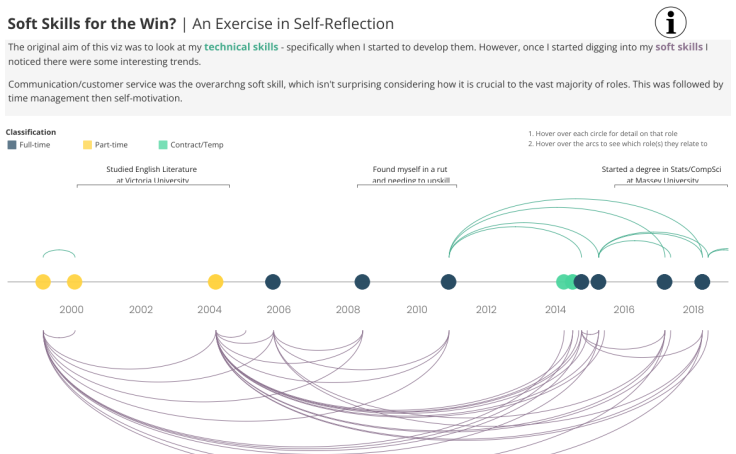 Soft Skills for the Win? | An Exercise in Self-Reflection
The original aim of this viz was to look at my technical skills - specifically when I started to develop them. However, once I started digging into my soft skills I
noticed there were some interesting trends.
Communication/customer service was the overarchng soft skill, which isn't surprising considering how it is crucial to the vast majority of roles. This was followed by
time management then self-motivation.
Classification
Full-time
Part-time
Contract/Temp
1. Hover over each circle for detail on that role
2. Hover over the arcs to see which role(s) they relate to
Studied English Literature
at Victoria University
Found myself in a rut
and needing to upskill
Started a degree in Stats/CompSci
at Massey University
2000 2002 2004 2006 2008 2010 2012 2014 2016 2018